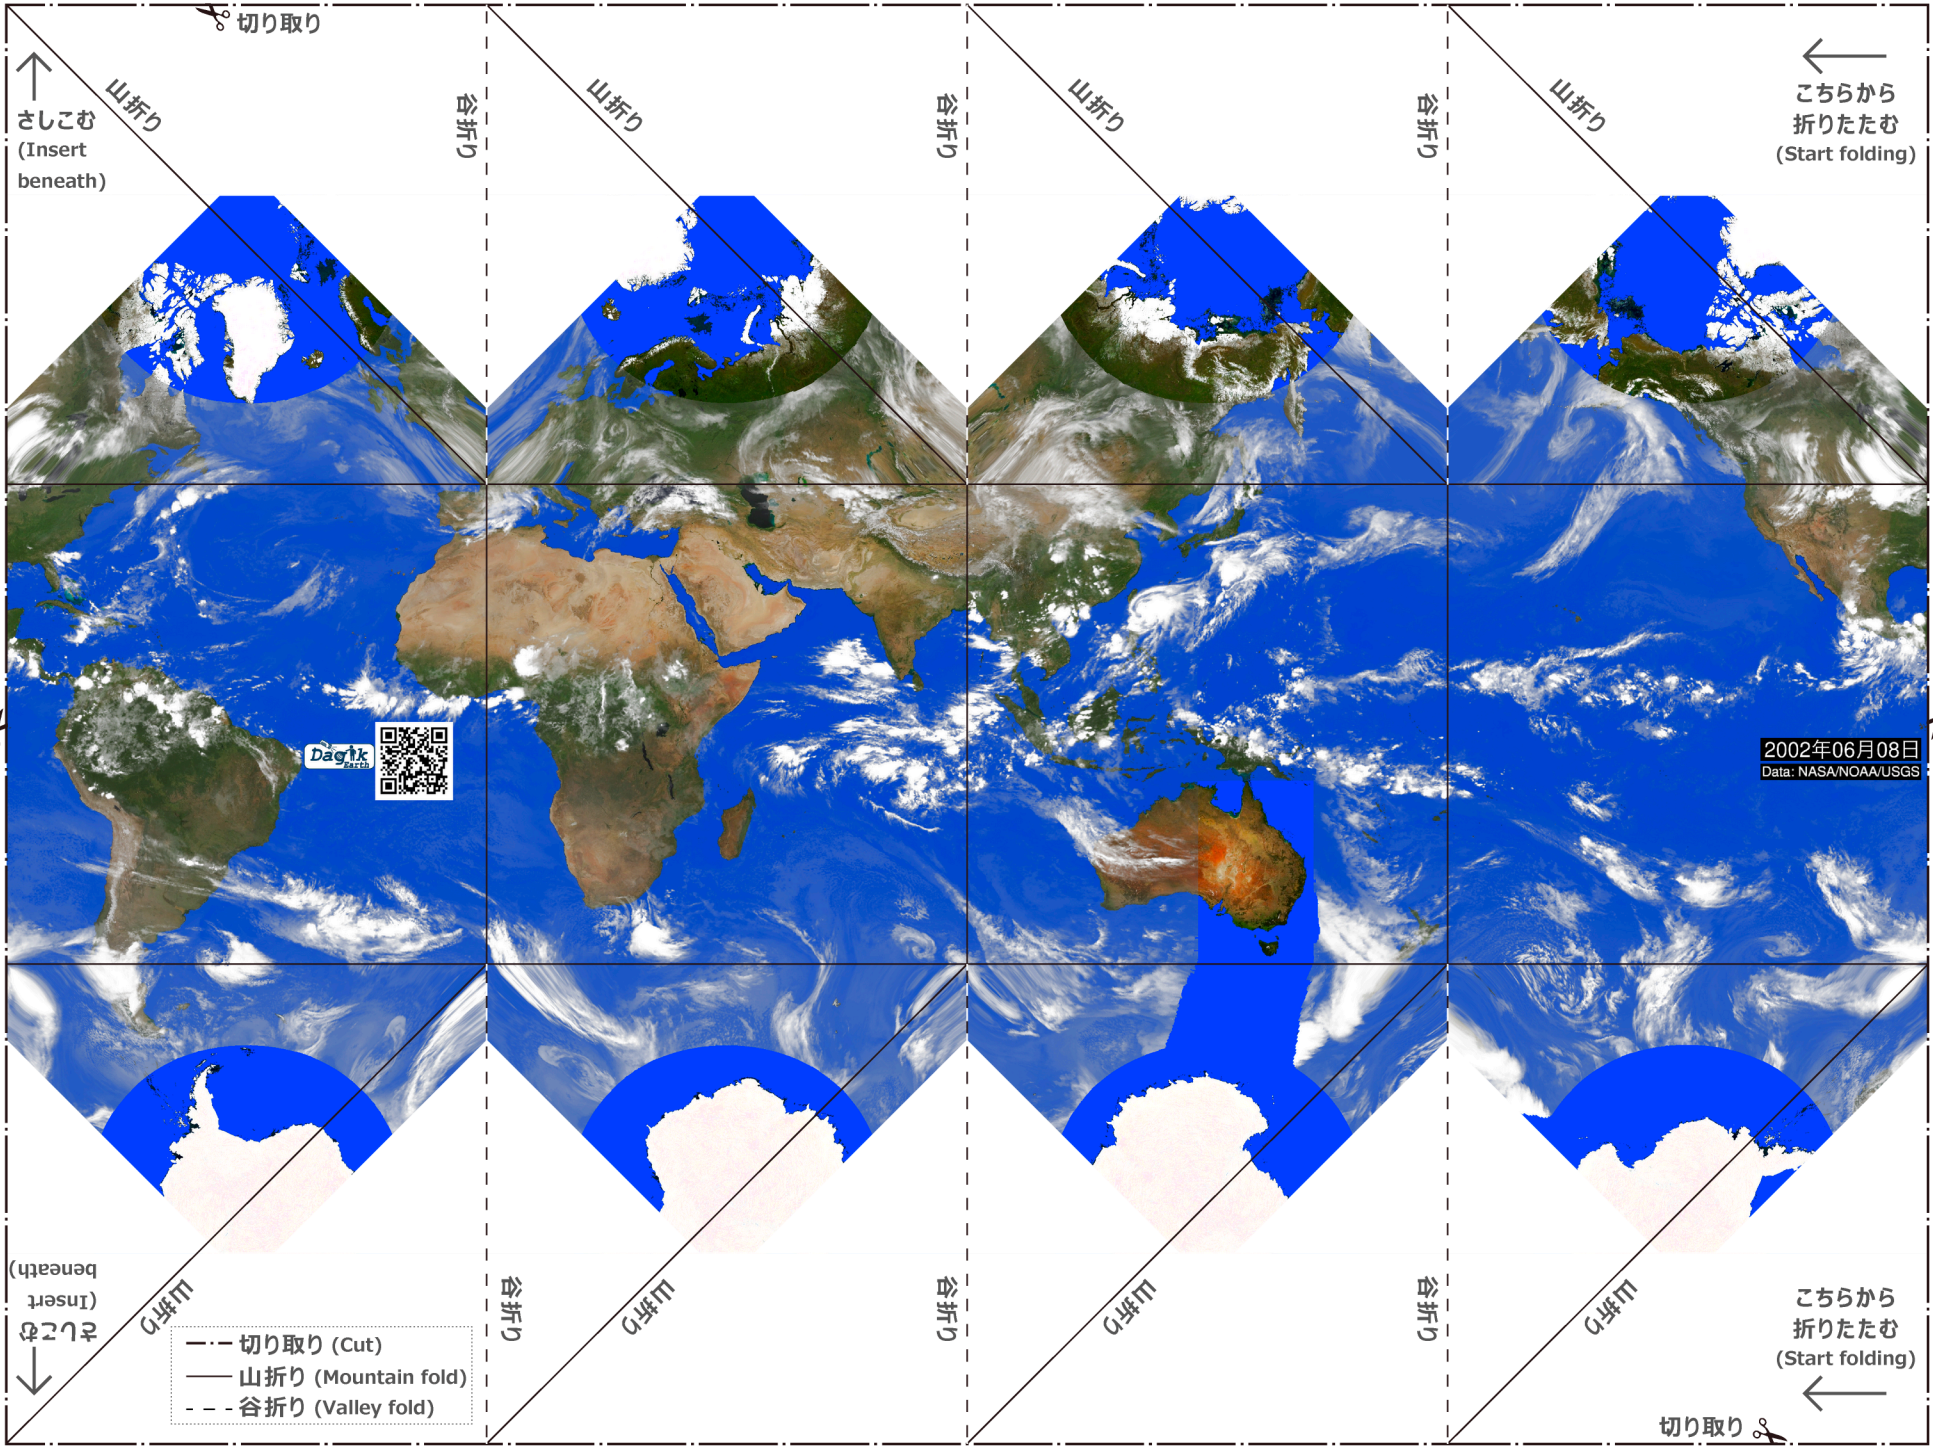 切り取り
さしこむ
(Insert
beneath)
山折り
谷折り
山折り
谷折り
山折り
谷折り
山折り
こちらから
折りたたむ
(Start folding)
Dagik
Earth
2002年06月08日
Data: NASA/NOAA/USGS
さしこむ
(Insert
beneath)
山折り
谷折り
山折り
谷折り
山折り
谷折り
山折り
こちらから
折りたたむ
(Start folding)
切り取り (Cut)
山折り (Mountain fold)
谷折り (Valley fold)
切り取り